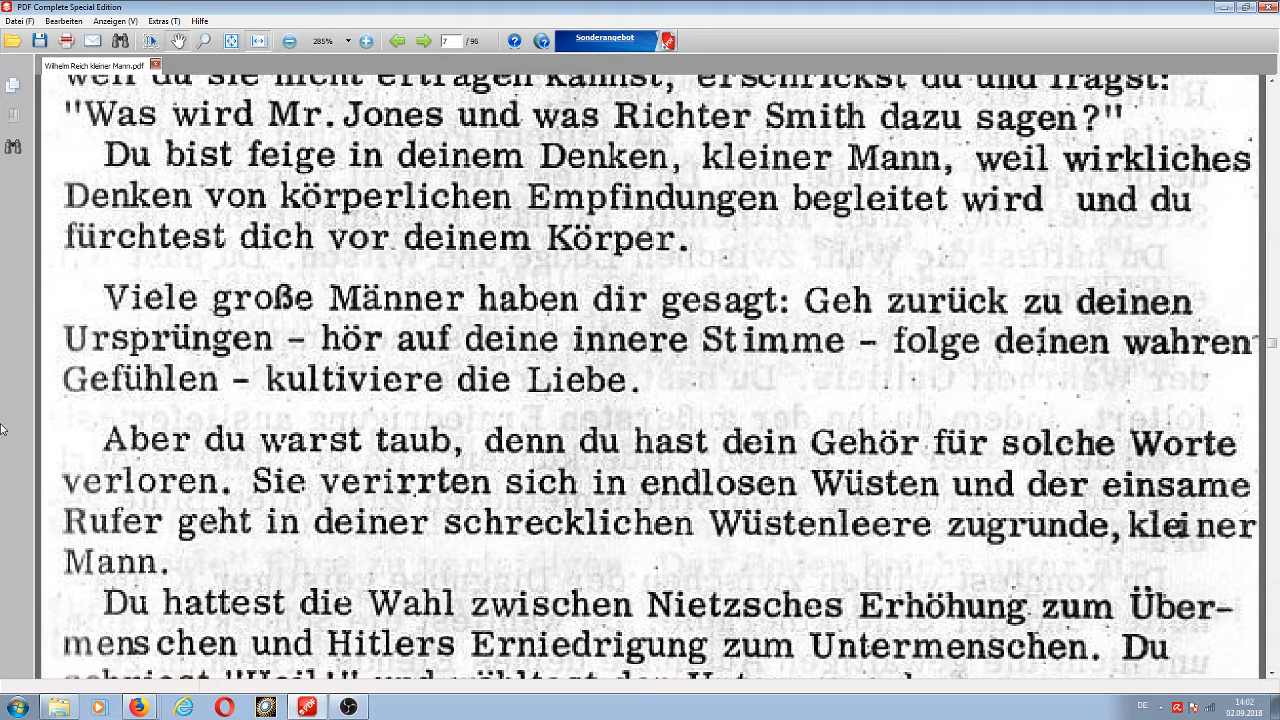 PDF Complete Special Edition
Datei (F) Bearbeiten Anzeigen (V) Extras (T) Hilfe
285% 7 / 95 Sonderangebot
Wilhelm Reich kleiner Mann.pdf
weil du sie nicht ertragen kannst, erschrickst du und fragst:
"Was wird Mr. Jones und was Richter Smith dazu sagen?"
Du bist feige in deinem Denken, kleiner Mann, weil wirkliches
Denken von körperlichen Empfindungen begleitet wird und du
fürchtest dich vor deinem Körper.
Viele große Männer haben dir gesagt: Geh zurück zu deinen
Ursprüngen - hör auf deine innere Stimme - folge deinen wahren
Gefühlen - kultiviere die Liebe.
Aber du warst taub, denn du hast dein Gehör für solche Worte
verloren. Sie verirrten sich in endlosen Wüsten und der einsame
Rufer geht in deiner schrecklichen Wüstenleere zugrunde, kleiner
Mann.
Du hattest die Wahl zwischen Nietzsches Erhöhung zum Über-
menschen und Hitlers Erniedrigung zum Untermenschen. Du
schriest "Heil!" und wähltest den
DE 14:02
02.09.2018